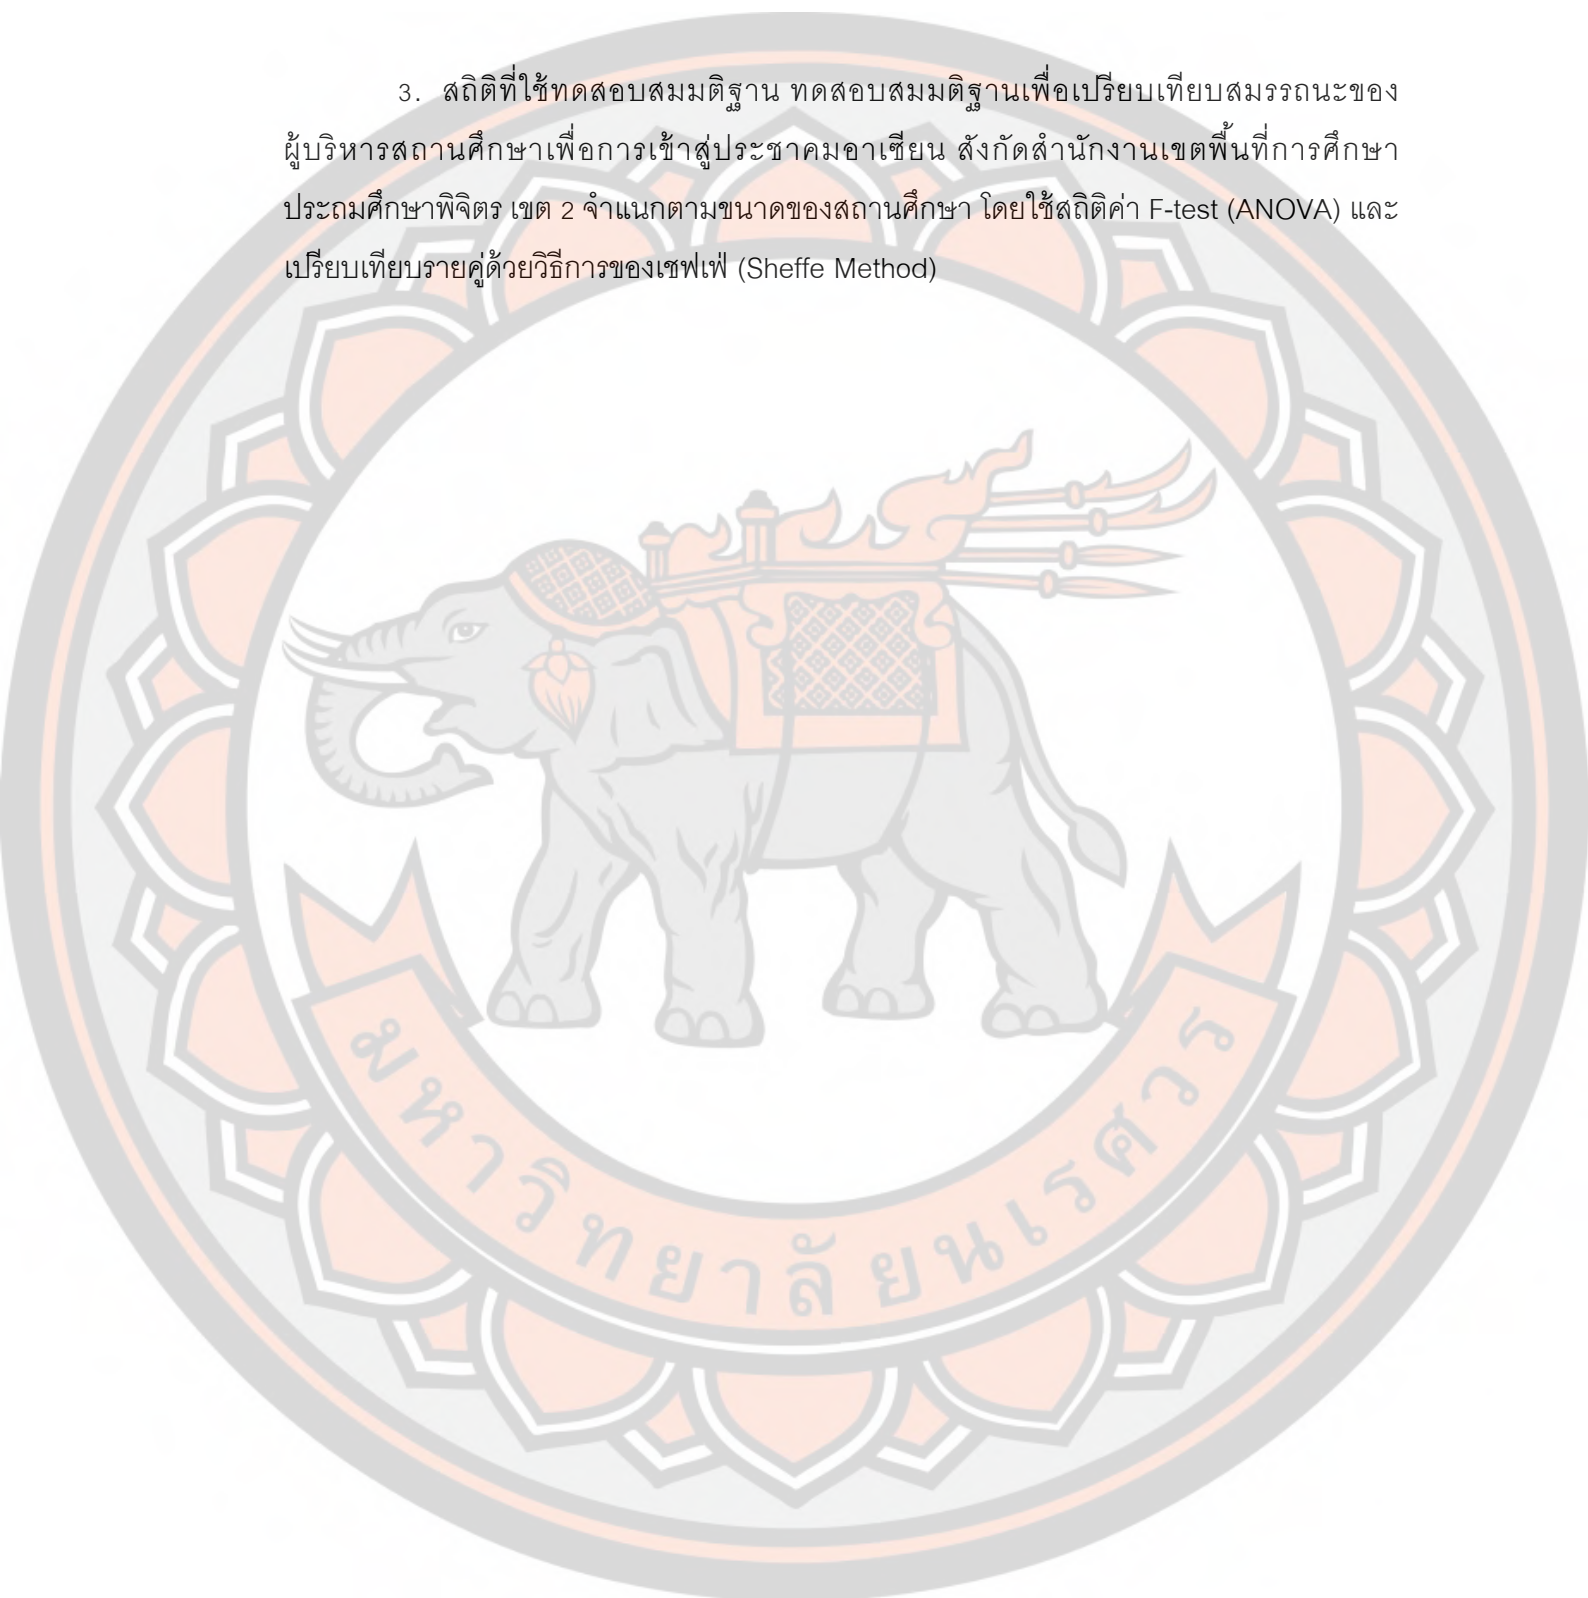 3. สถิติที่ใช้ทดสอบสมมติฐาน ทดสอบสมมติฐานเพื่อเปรียบเทียบสมรรถนะของ
ผู้บริหารสถานศึกษาเพื่อการเข้าสู่ประชาคมอาเซียน สังกัดสำนักงานเขตพื้นที่การศึกษา
ประถมศึกษาพิจิตร เขต 2 จำแนกตามขนาดของสถานศึกษา โดยใช้สถิติค่า F-test (ANOVA) และ
เปรียบเทียบรายคู่ด้วยวิธีการของเชฟเฟ่ (Sheffe Method)
มหาวิทยาลัยนเรศวร